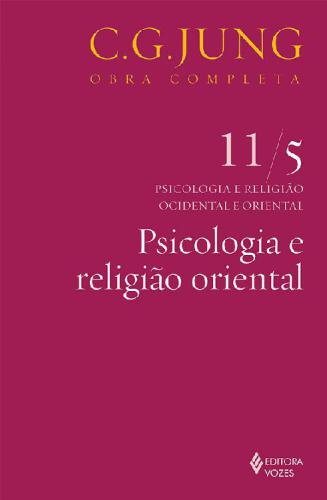 C.G.JUNG
OBRA COMPLETA
11/5
PSICOLOGIA E RELIGIÃO
OCIDENTAL E ORIENTAL
Psicologia e
religião oriental
EDITORA
VOZES